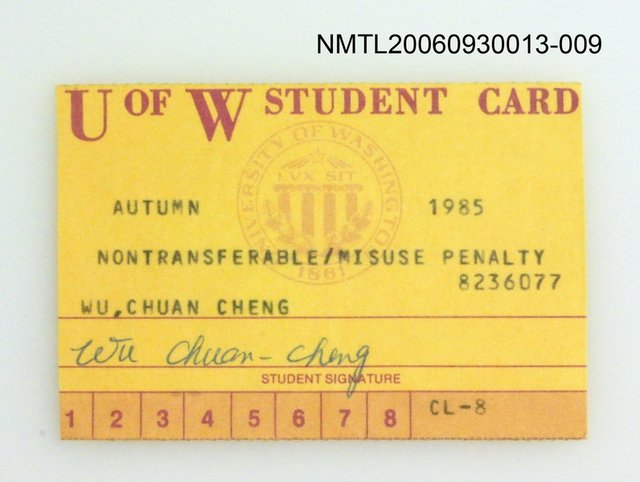 NMTL20060930013-009
U OF W STUDENT CARD
UNIVERSITY OF WASHINGTON
LVX SIT
1861
AUTUMN 1985
NONTRANSFERABLE/MISUSE PENALTY
8236077
WU,CHUAN CHENG
Wu Chuan-Cheng
STUDENT SIGNATURE
1 2 3 4 5 6 7 8 CL-8